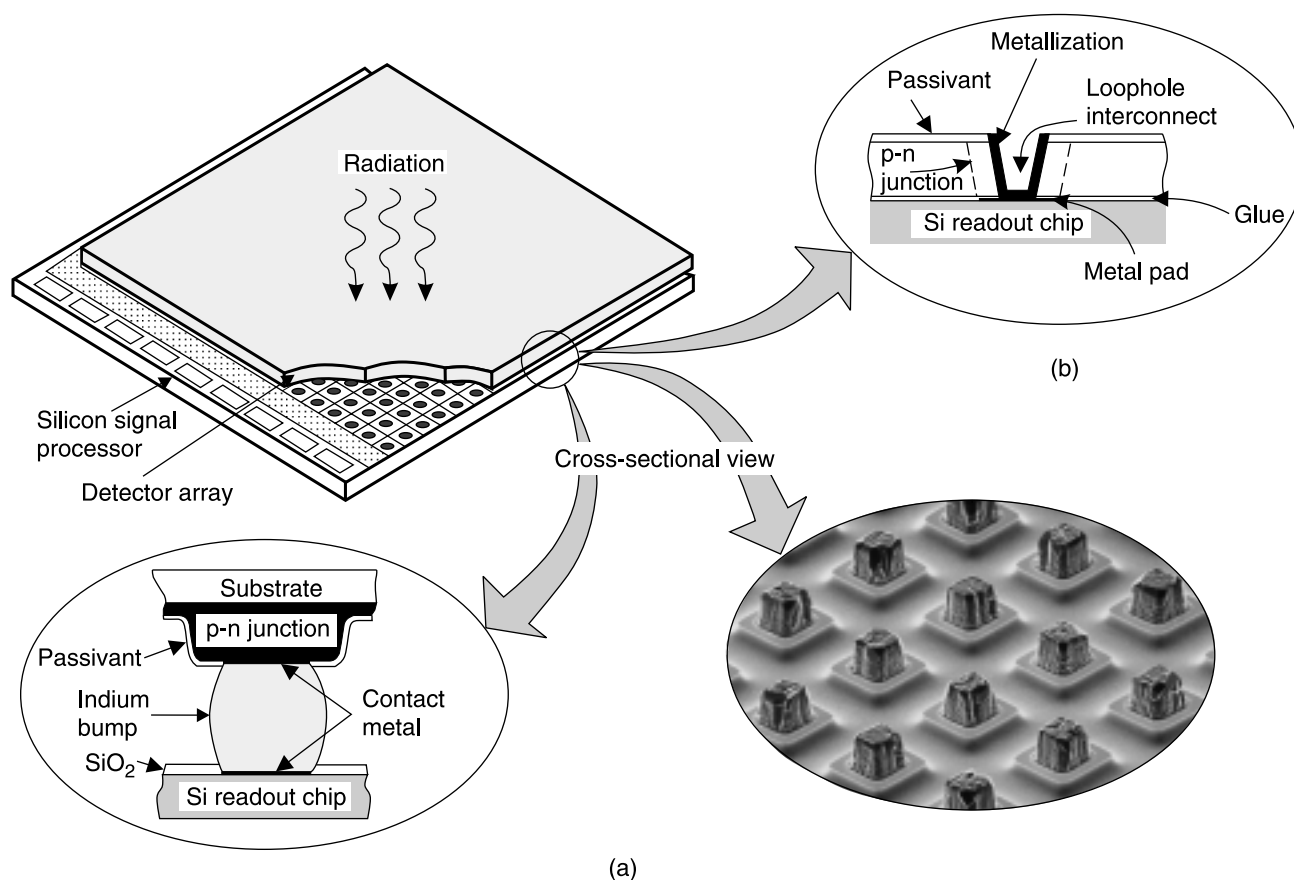 Radiation
Silicon signal
processor
Detector array
Cross-sectional view
Metallization
Passivant
Loophole
interconnect
p-n
junction
Si readout chip
Glue
Metal pad
(b)
Substrate
p-n junction
Passivant
Indium
bump
Contact
metal
SiO₂
Si readout chip
(a)